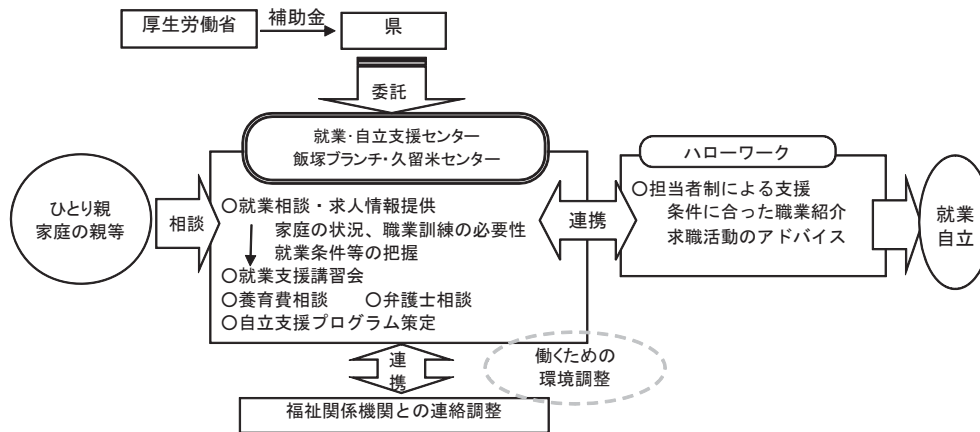 厚生労働省
補助金
県
委託
就業・自立支援センター
飯塚ブランチ・久留米センター
ひとり親
家庭の親等
相談
○就業相談・求人情報提供
家庭の状況、職業訓練の必要性
就業条件等の把握
○就業支援講習会
○養育費相談　○弁護士相談
○自立支援プログラム策定
連携
ハローワーク
○担当者制による支援
条件に合った職業紹介
求職活動のアドバイス
就業
自立
連
携
働くための
環境調整
福祉関係機関との連絡調整